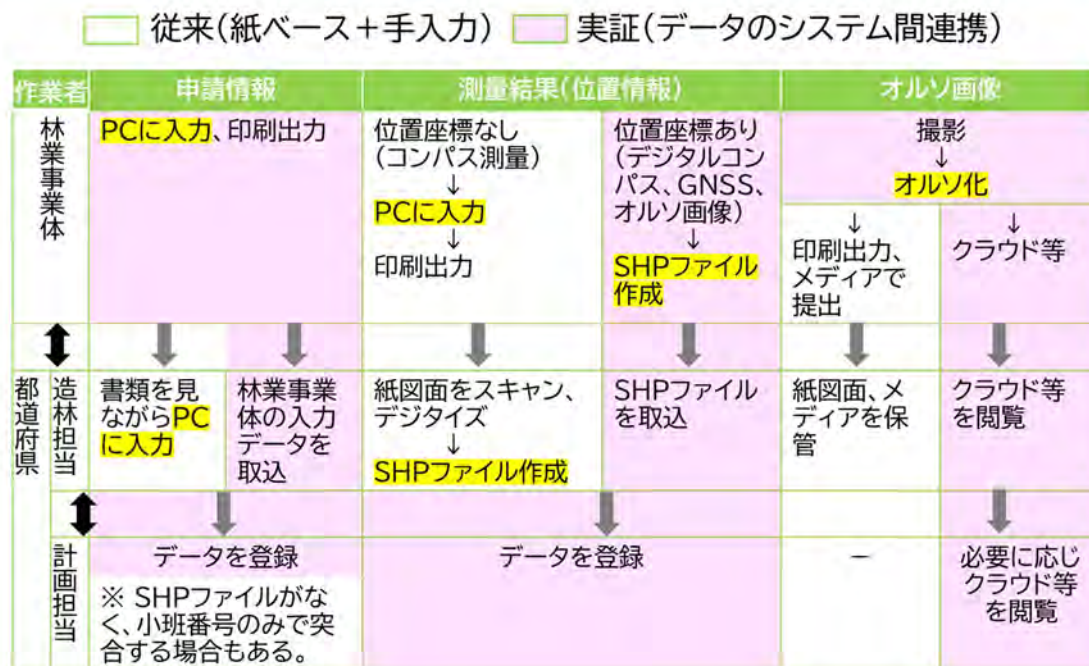 従来(紙ベース+手入力)
実証(データのシステム間連携)
作業者
申請情報
測量結果(位置情報)
オルソ画像
林業事業体
PCに入力、印刷出力
位置座標なし
(コンパス測量)
↓
PCに入力
↓
印刷出力
位置座標あり
(デジタルコン
パス、GNSS、
オルソ画像)
↓
SHPファイル
作成
撮影
↓
オルソ化
↓
印刷出力、
メディアで
提出
↓
クラウド等
都道府県
造林担当
書類を見
ながらPC
に入力
林業事業
体の入力
データを
取込
紙図面をスキャン、
デジタイズ
↓
SHPファイル作成
SHPファイル
を取込
紙図面、メ
ディアを保
管
クラウド等
を閲覧
計画担当
データを登録
※ SHPファイルがな
く、小班番号のみで突
合する場合もある。
データを登録
−
必要に応じ
クラウド等
を閲覧